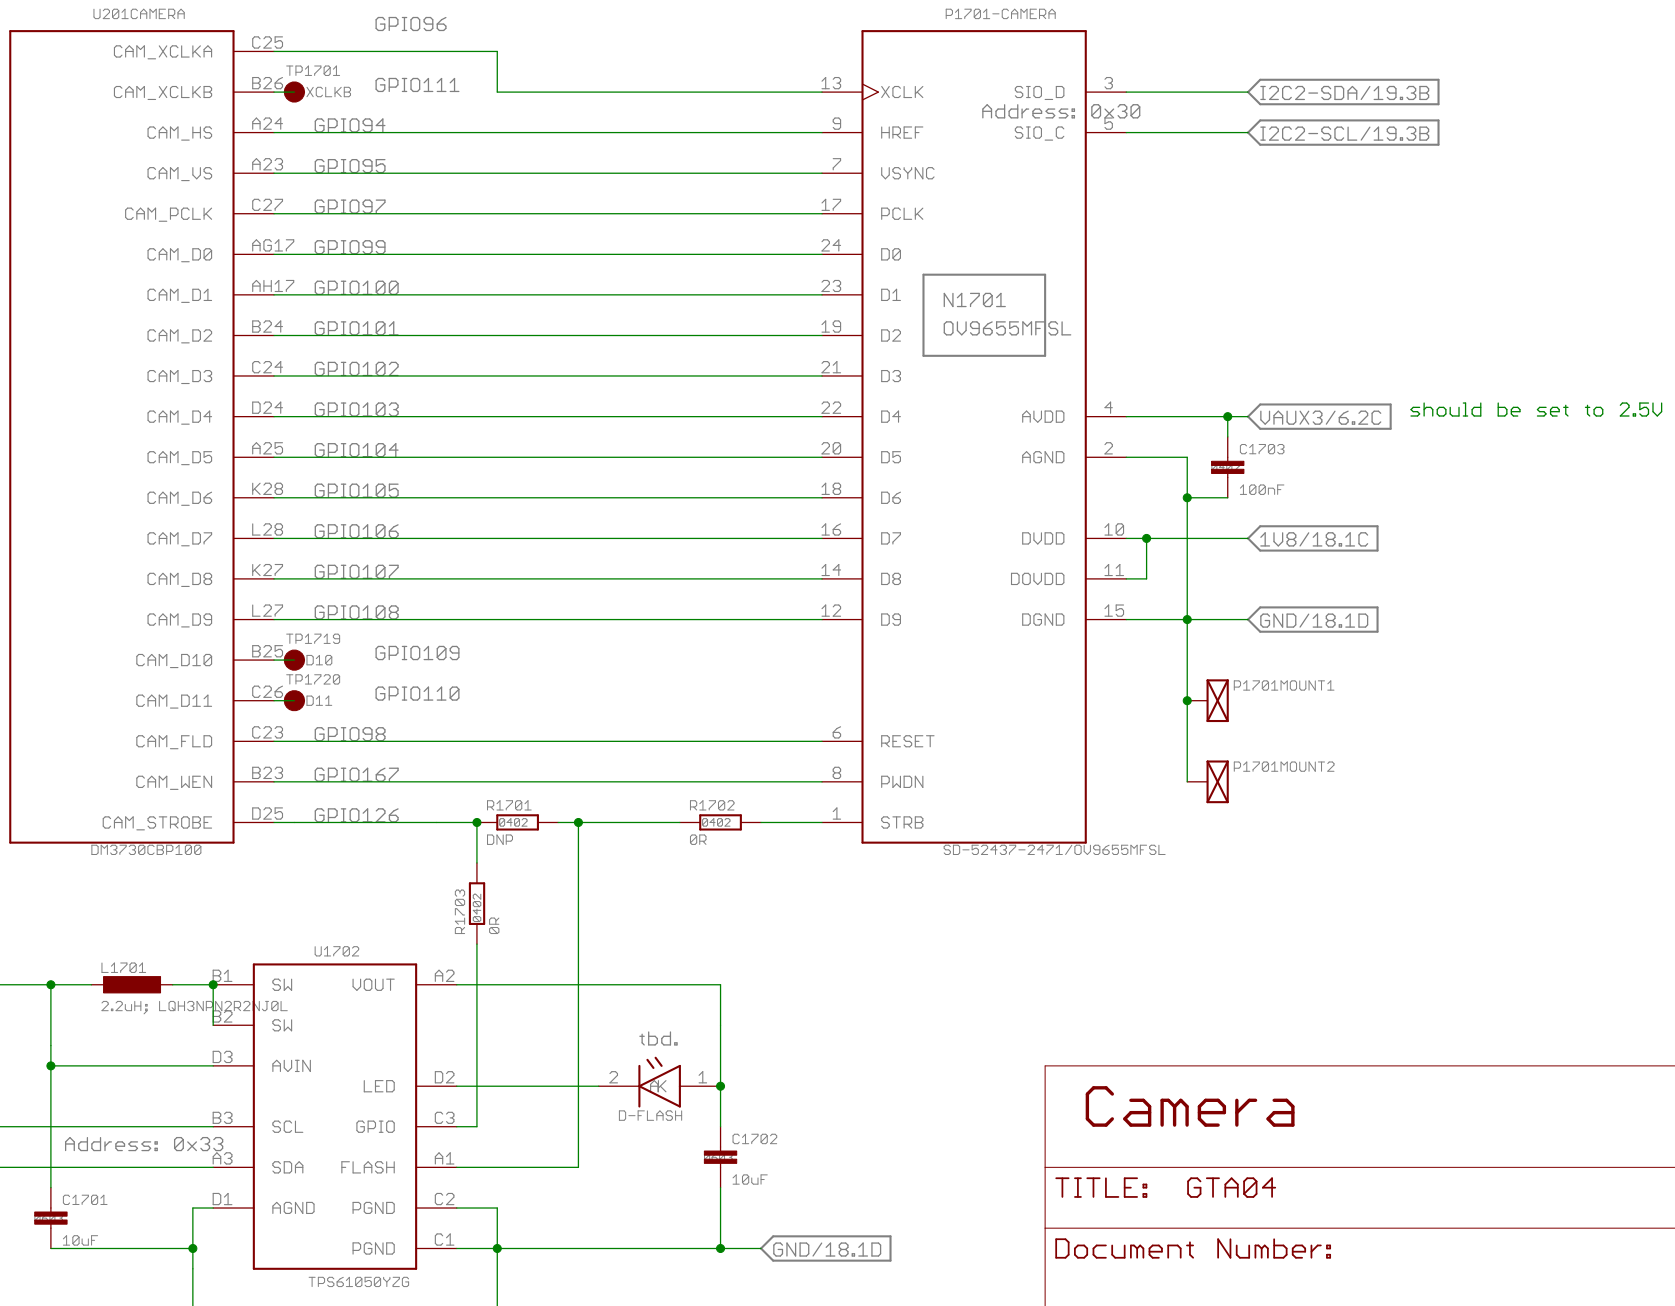 U201CAMERA
GPIO96
P1701-CAMERA
CAM_XCLKA C25
CAM_XCLKB B26 TP1701 XCLKB GPIO111 13 XCLK SIO_D 3 I2C2-SDA/19.3B
Address: 0x30
CAM_HS A24 GPIO94 9 HREF SIO_C 5 I2C2-SCL/19.3B
CAM_VS A23 GPIO95 7 VSYNC
CAM_PCLK C27 GPIO97 17 PCLK
CAM_D0 AG17 GPIO99 24 D0
CAM_D1 AH17 GPIO100 23 D1
N1701
OV9655MFSL
CAM_D2 B24 GPIO101 19 D2
CAM_D3 C24 GPIO102 21 D3
CAM_D4 D24 GPIO103 22 D4 AVDD 4 VAUX3/6.2C should be set to 2.5V
CAM_D5 A25 GPIO104 20 D5 AGND 2 C1703
100nF
CAM_D6 K28 GPIO105 18 D6
CAM_D7 L28 GPIO106 16 D7 DVDD 10 1V8/18.1C
CAM_D8 K27 GPIO107 14 D8 DOVDD 11
CAM_D9 L27 GPIO108 12 D9 DGND 15 GND/18.1D
CAM_D10 B25 TP1719 D10 GPIO109
CAM_D11 C26 TP1720 D11 GPIO110 P1701MOUNT1
CAM_FLD C23 GPIO98 6 RESET
CAM_WEN B23 GPIO167 8 PWDN P1701MOUNT2
CAM_STROBE D25 GPIO126 R1701 0402 DNP R1702 0402 0R 1 STRB
DM3730CBP100
SD-52437-2471/OV9655MFSL
R1703 0402 0R
U1702
L1701
2.2uH; LQH3NPN2R2NJ0L
B1 SW VOUT A2
B2 SW
tbd.
D3 AVIN
LED D2 2 AK 1
D-FLASH
B3 SCL GPIO C3
Address: 0x33
C1702
10uF
A3 SDA FLASH A1
C1701
10uF
D1 AGND PGND C2
PGND C1 GND/18.1D
TPS61050YZG
Camera
TITLE: GTA04
Document Number: